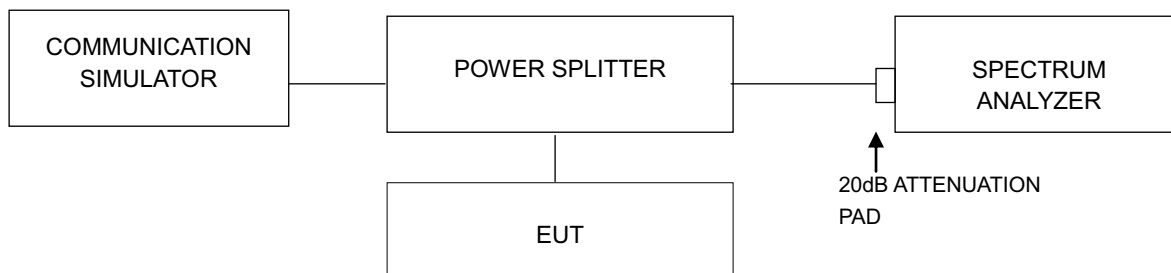 COMMUNICATION
SIMULATOR
POWER SPLITTER
SPECTRUM
ANALYZER
20dB ATTENUATION
PAD
EUT